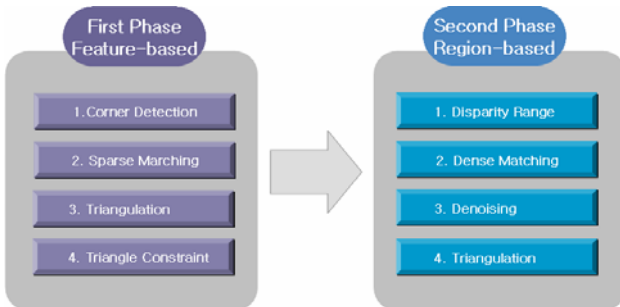 First Phase
Feature-based
1.Corner Detection
2. Sparse Marching
3. Triangulation
4. Triangle Constraint
Second Phase
Region-based
1. Disparity Range
2. Dense Matching
3. Denoising
4. Triangulation